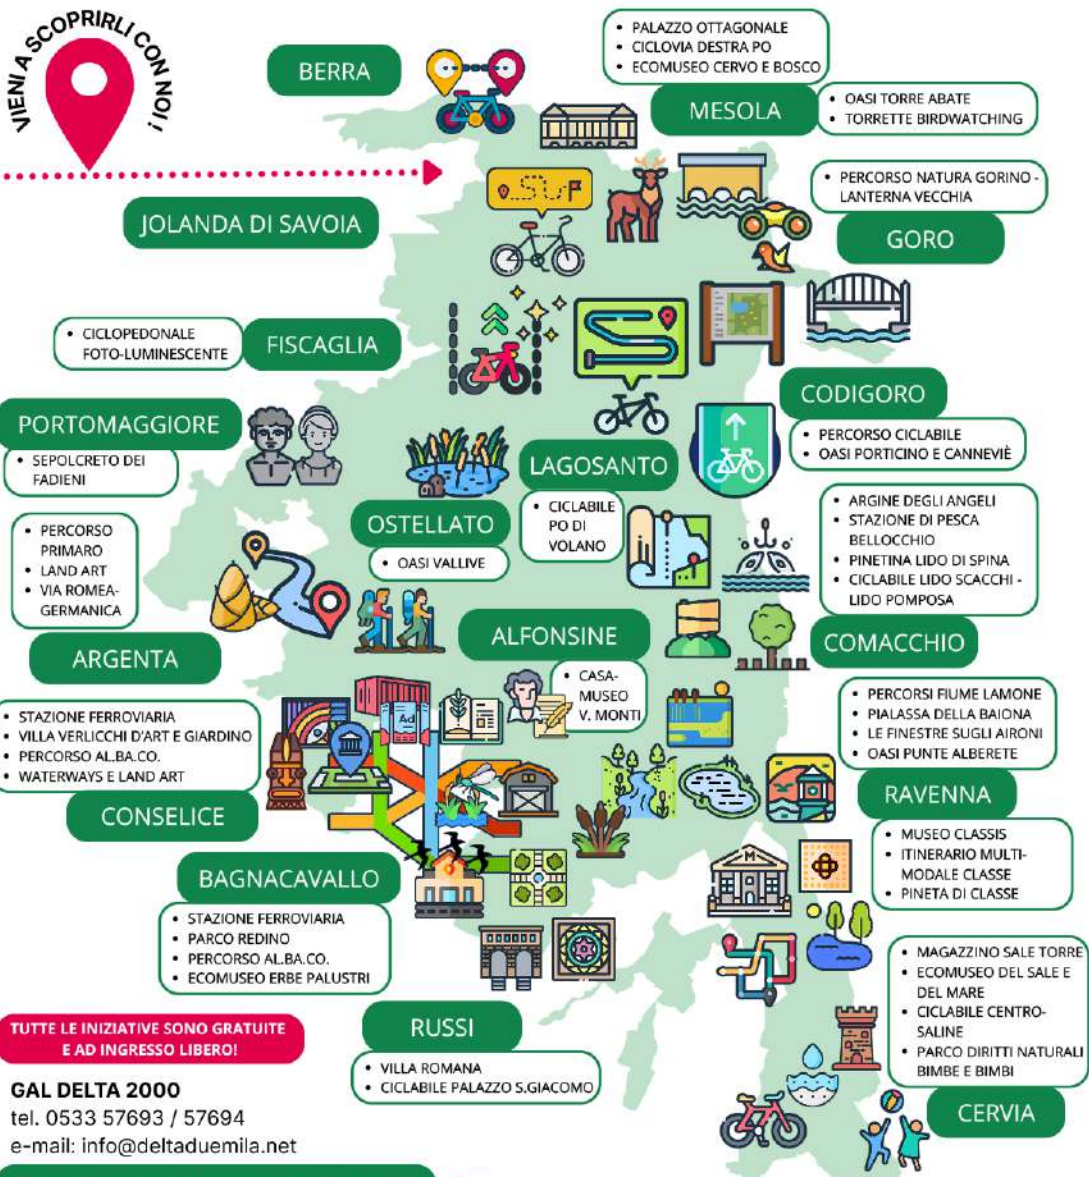 VIENI A SCOPRIRLI CON NOI!
BERRA
• PALAZZO OTTAGONALE
• CICLOVIA DESTRA PO
• ECOMUSEO CERVO E BOSCO
MESOLA
• OASI TORRE ABATE
• TORRETTE BIRDWATCHING
JOLANDA DI SAVOIA
• PERCORSO NATURA GORINO -
LANTERNA VECCHIA
GORO
• CICLOPEDONALE
FOTO-LUMINESCENTE
FISCAGLIA
CODIGORO
• PERCORSO CICLABILE
• OASI PORTICINO E CANNEVIÈ
PORTOMAGGIORE
• SEPOLCRETO DEI
FADIENI
LAGOSANTO
• CICLABILE
PO DI
VOLANO
OSTELLATO
• OASI VALLIVE
• ARGINE DEGLI ANGELI
• STAZIONE DI PESCA
BELLOCCHIO
• PINETINA LIDO DI SPINA
• CICLABILE LIDO SCACCHI -
LIDO POMPOSA
COMACCHIO
• PERCORSO
PRIMARO
• LAND ART
• VIA ROMEA-
GERMANICA
ARGENTA
ALFONSINE
• CASA-
MUSEO
V. MONTI
• STAZIONE FERROVIARIA
• VILLA VERLICCHI D'ART E GIARDINO
• PERCORSO AL.BA.CO.
• WATERWAYS E LAND ART
CONSELICE
Ad
• PERCORSI FIUME LAMONE
• PIALASSA DELLA BAIONA
• LE FINESTRE SUGLI AIRONI
• OASI PUNTE ALBERETE
RAVENNA
• MUSEO CLASSIS
• ITINERARIO MULTI-
MODALE CLASSE
• PINETA DI CLASSE
M
BAGNACAVALLO
• STAZIONE FERROVIARIA
• PARCO REDINO
• PERCORSO AL.BA.CO.
• ECOMUSEO ERBE PALUSTRI
RUSSI
• VILLA ROMANA
• CICLABILE PALAZZO S.GIACOMO
• MAGAZZINO SALE TORRE
• ECOMUSEO DEL SALE E
DEL MARE
• CICLABILE CENTRO-
SALINE
• PARCO DIRITTI NATURALI
BIMBE E BIMBI
CERVIA
TUTTE LE INIZIATIVE SONO GRATUITE
E AD INGRESSO LIBERO!
GAL DELTA 2000
tel. 0533 57693 / 57694
e-mail: info@deltaduemila.net